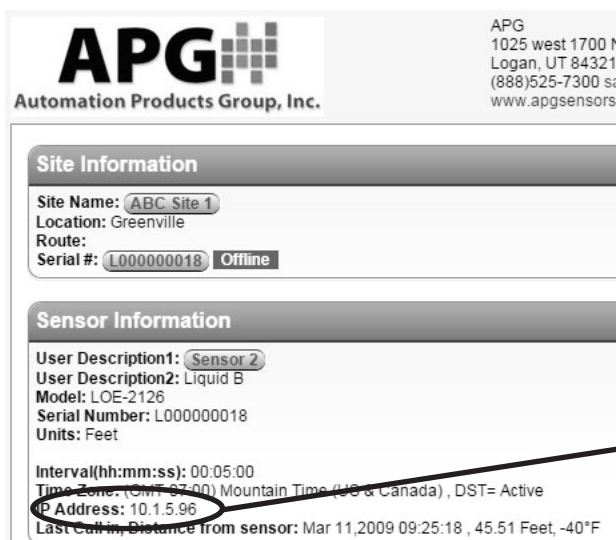 APG
Automation Products Group, Inc.
APG
1025 west 1700 N
Logan, UT 84321
(888)525-7300 sa
www.apgsensors
Site Information
Site Name: ABC Site 1
Location: Greenville
Route:
Serial #: L000000018 Offline
Sensor Information
User Description1: Sensor 2
User Description2: Liquid B
Model: LOE-2126
Serial Number: L000000018
Units: Feet
Interval(hh:mm:ss): 00:05:00
Time Zone: (GMT-07:00) Mountain Time (US & Canada) , DST= Active
IP Address: 10.1.5.96
Last Call in, Distance from sensor: Mar 11,2009 09:25:18 , 45.51 Feet, -40°F